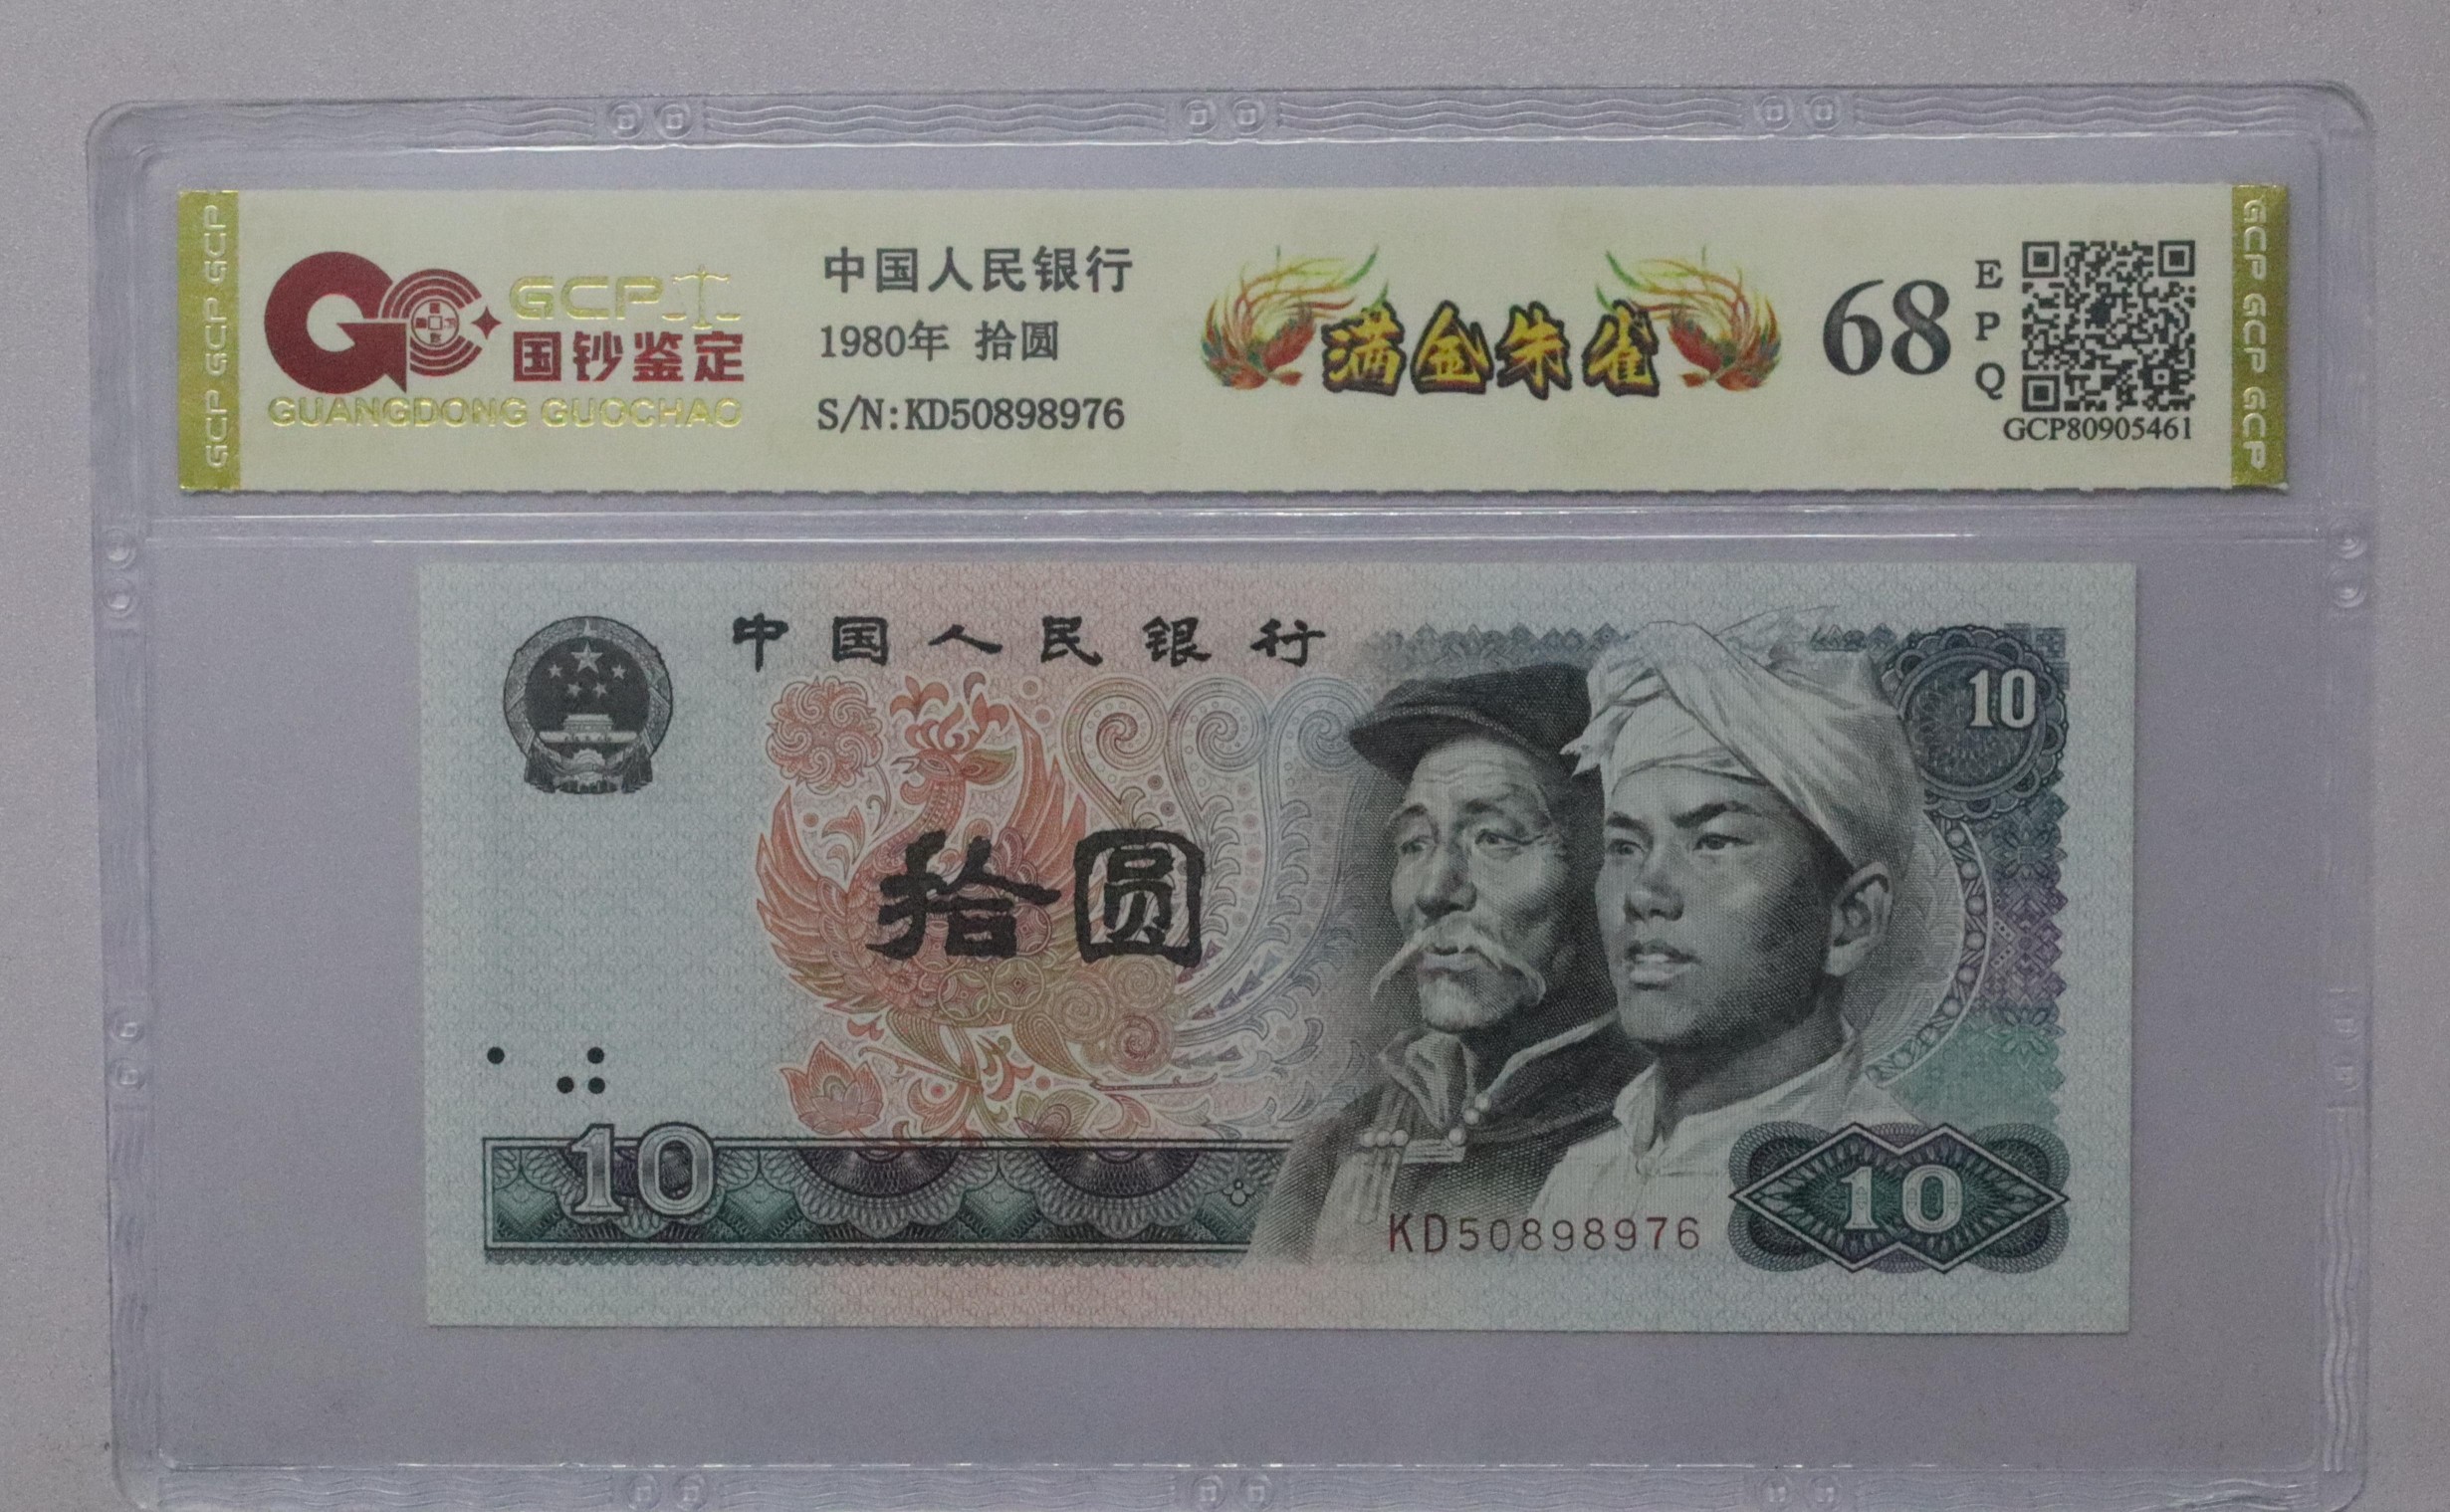 GCP GCP GCP
GCP
国钞鉴定
GUANGDONG GUOCHAO
中国人民银行
1980年 拾圆
S/N:KD50898976
满金朱雀
68
E
P
Q
GCP80905461
GCP GCP GCP
中国人民银行
10
拾圆
10
KD50898976
10